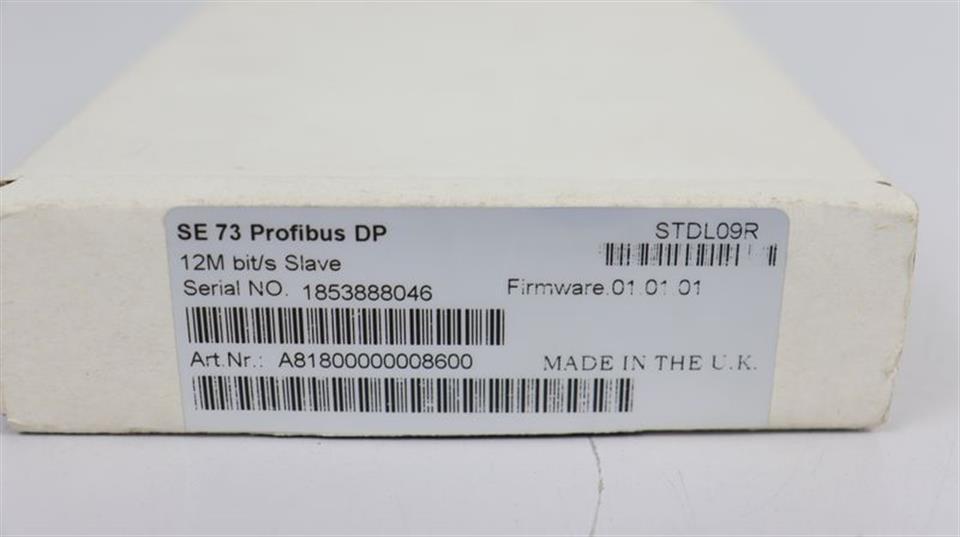 SE 73 Profibus DP
STDL09R
12M bit/s Slave
Serial NO. 1853888046
Firmware.01.01.01
Art.Nr.: A81800000008600
MADE IN THE U.K.